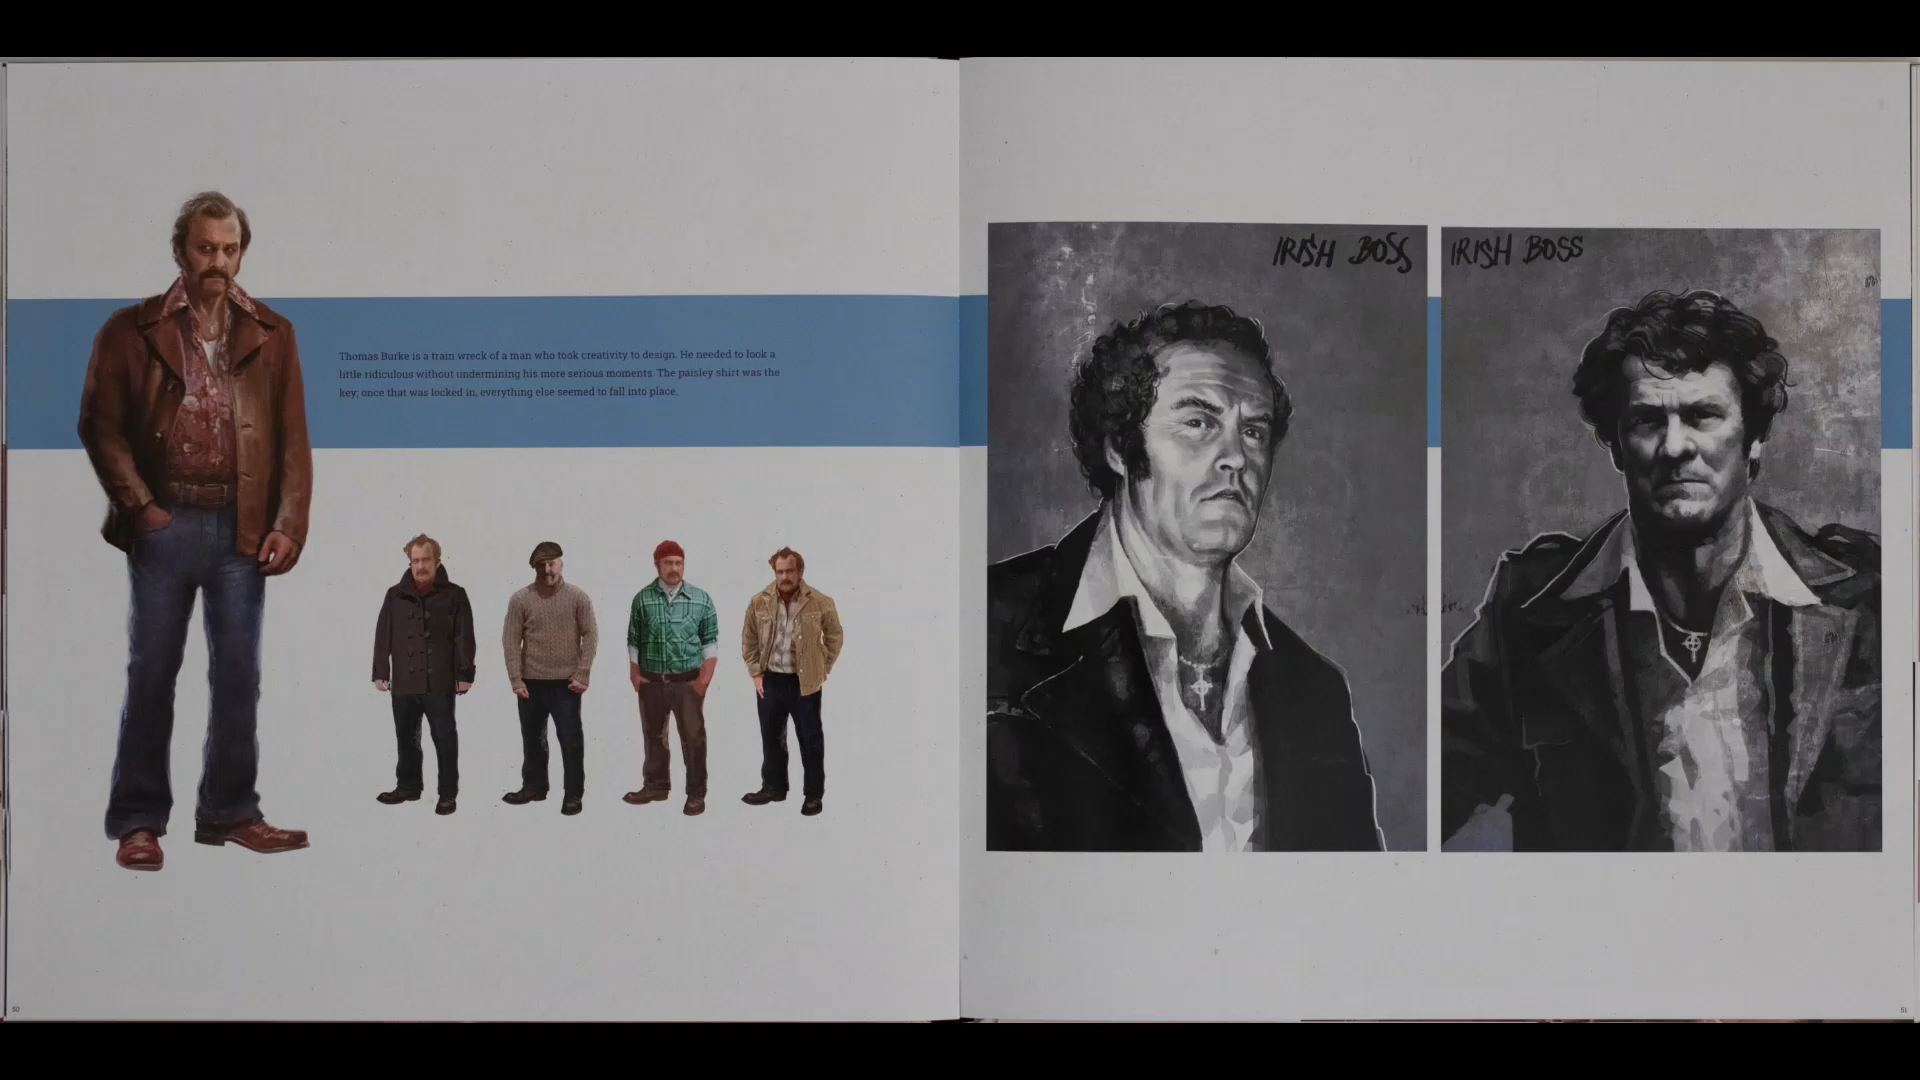 Thomas Burke is a train wreck of a man who took creativity to design. He needed to look a
little ridiculous without undermining his more serious moments. The paisley shirt was the
key; once that was locked in, everything else seemed to fall into place.
IRISH BOSS
IRISH BOSS
50
51